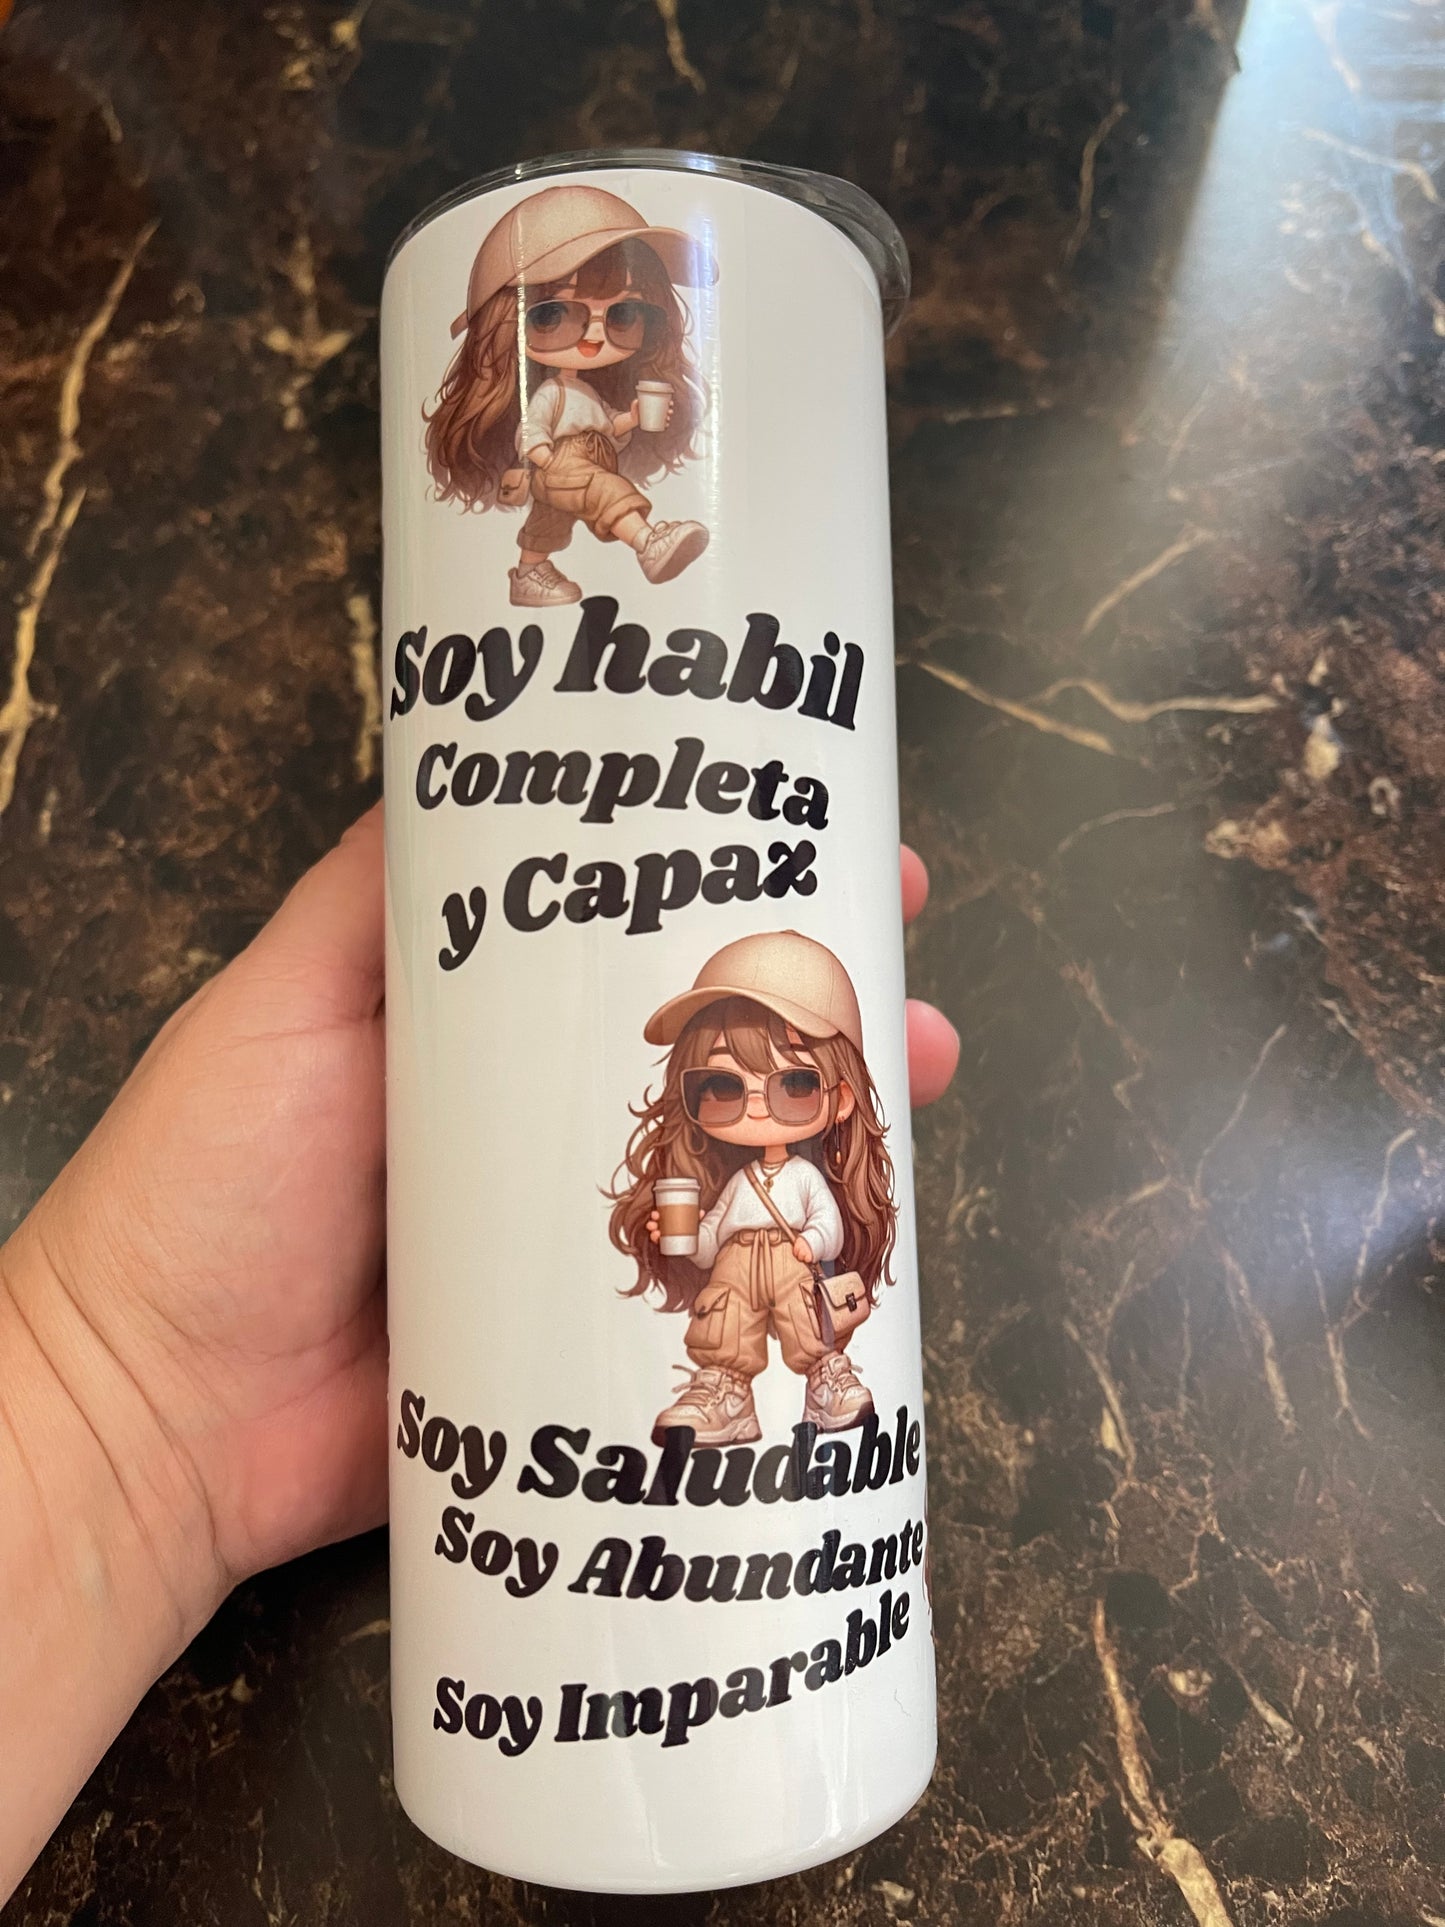 Soy habil
Completa
y Capaz
Soy Saludable
Soy Abundante
Soy Imparable